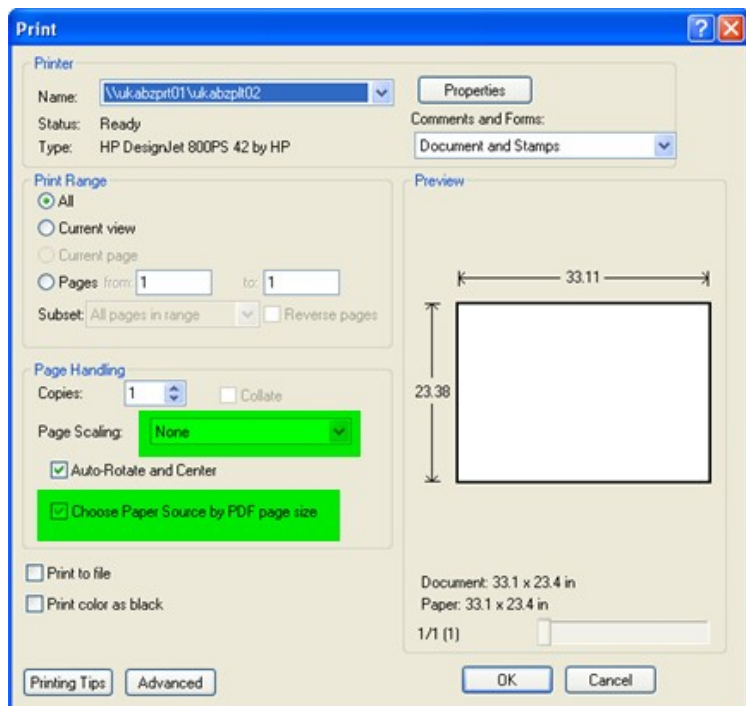 Print
Printer
Name: \\ukabzprt01\ukabzplt02
Properties
Status: Ready
Comments and Forms:
Type: HP DesignJet 800PS 42 by HP
Document and Stamps
Print Range
All
Current view
Current page
Pages from: 1 to: 1
Subset: All pages in range Reverse pages
Preview
33.11
23.38
Page Handling
Copies: 1 Collate
Page Scaling: None
Auto-Rotate and Center
Choose Paper Source by PDF page size
Print to file
Print color as black
Document: 33.1 x 23.4 in
Paper: 33.1 x 23.4 in
1/1 (1)
Printing Tips Advanced OK Cancel